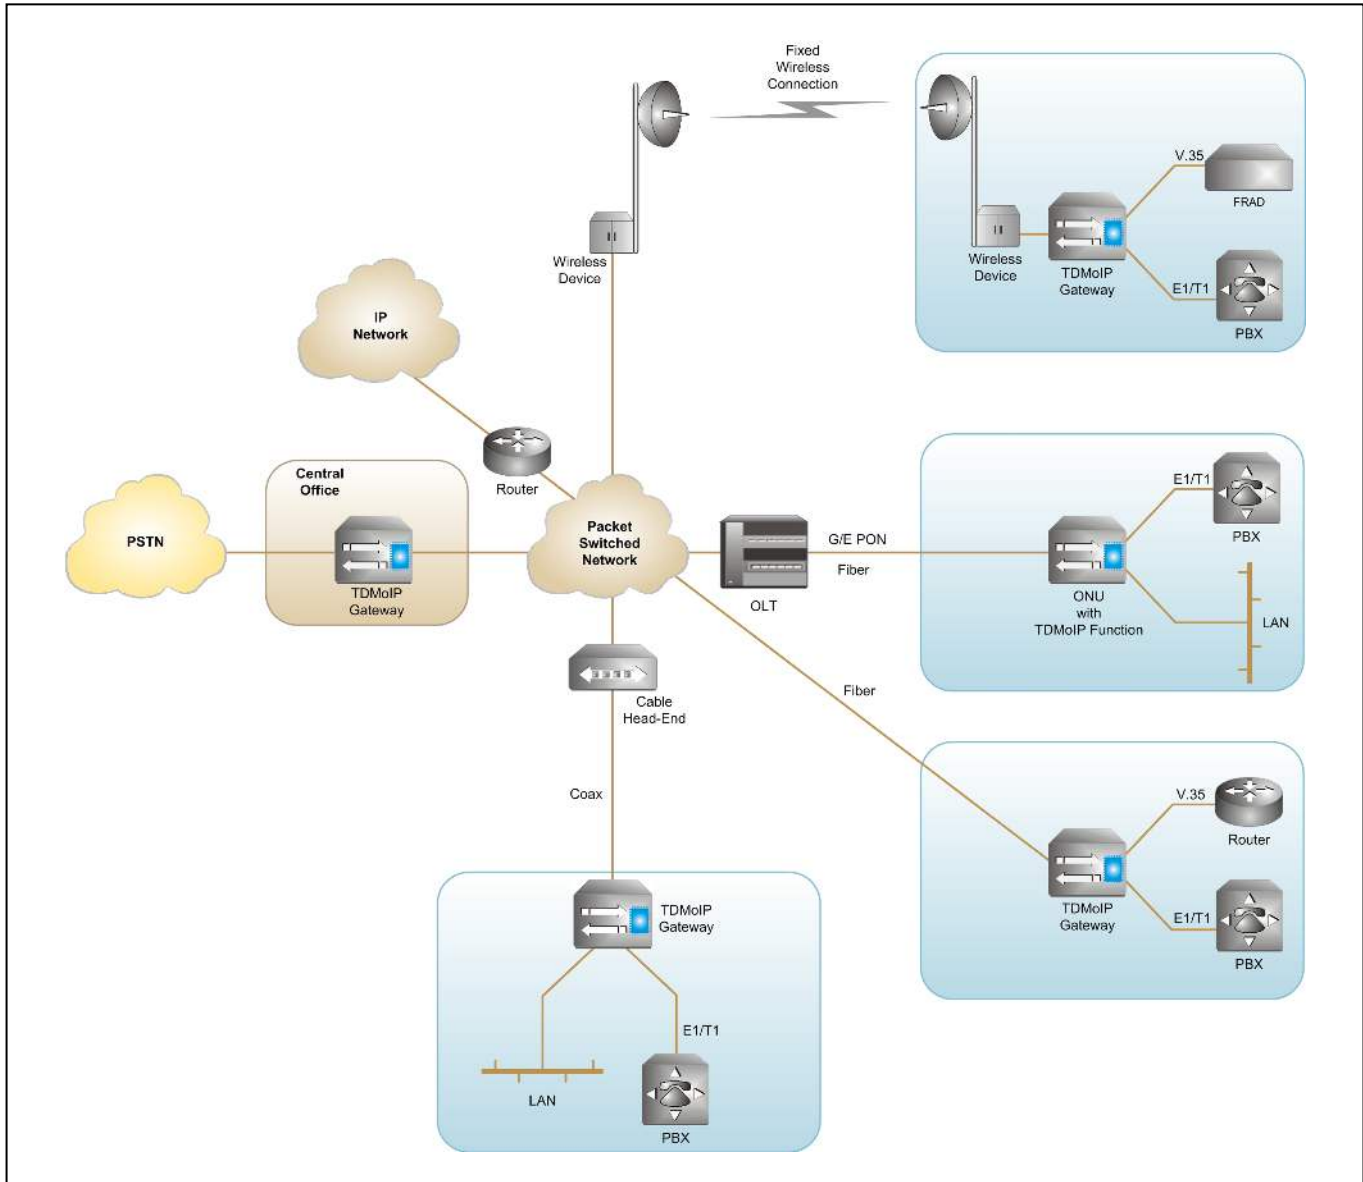 Fixed
Wireless
Connection
V.35
FRAD
Wireless
Device
Wireless
Device
TDMoIP
Gateway
E1/T1
PBX
IP
Network
Router
Central
Office
PSTN
TDMoIP
Gateway
Packet
Switched
Network
OLT
G/E PON
Fiber
E1/T1
PBX
ONU
with
TDMoIP Function
LAN
Cable
Head-End
Fiber
Coax
V.35
Router
TDMoIP
Gateway
E1/T1
PBX
TDMoIP
Gateway
E1/T1
LAN
PBX